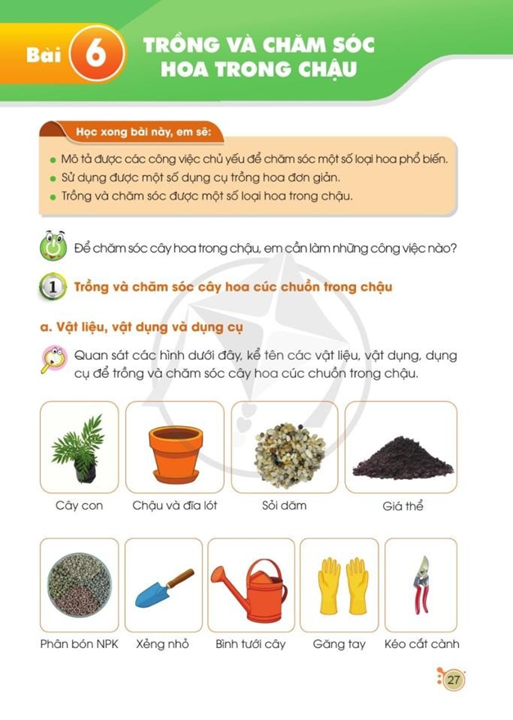 Bài 6
TRỒNG VÀ CHĂM SÓC
HOA TRONG CHẬU
Học xong bài này, em sẽ:
Mô tả được các công việc chủ yếu để chăm sóc một số loại hoa phổ biến.
Sử dụng được một số dụng cụ trồng hoa đơn giản.
Trồng và chăm sóc được một số loại hoa trong chậu.
Để chăm sóc cây hoa trong chậu, em cần làm những công việc nào?
1 Trồng và chăm sóc cây hoa cúc chuồn trong chậu
a. Vật liệu, vật dụng và dụng cụ
Quan sát các hình dưới đây, kể tên các vật liệu, vật dụng, dụng
cụ để trồng và chăm sóc cây hoa cúc chuồn trong chậu.
Cây con Chậu và đĩa lót Sỏi dăm Giá thể
Phân bón NPK Xẻng nhỏ Bình tưới cây Găng tay Kéo cắt cành
27